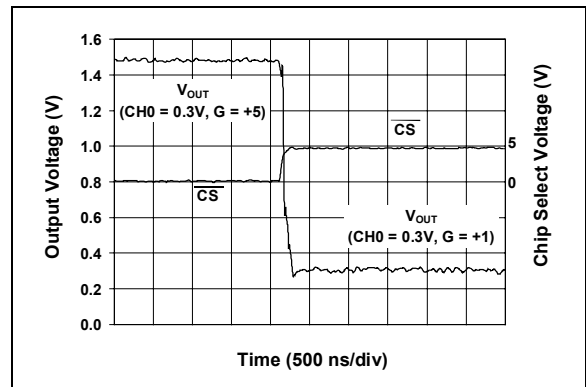 Output Voltage (V)
1.6
1.4
1.2
1.0
0.8
0.6
0.4
0.2
0.0
VOUT
(CH0 = 0.3V, G = +5)
CS
CS
VOUT
(CH0 = 0.3V, G = +1)
5
0
Chip Select Voltage (V)
Time (500 ns/div)